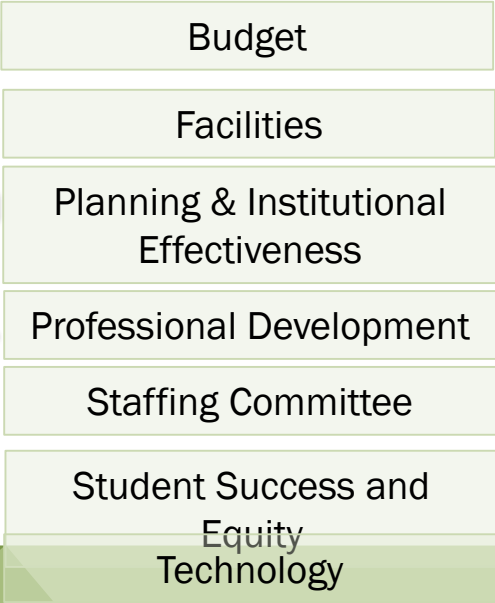 Budget
Facilities
Planning & Institutional
Effectiveness
Professional Development
Staffing Committee
Student Success and
Equity
Technology